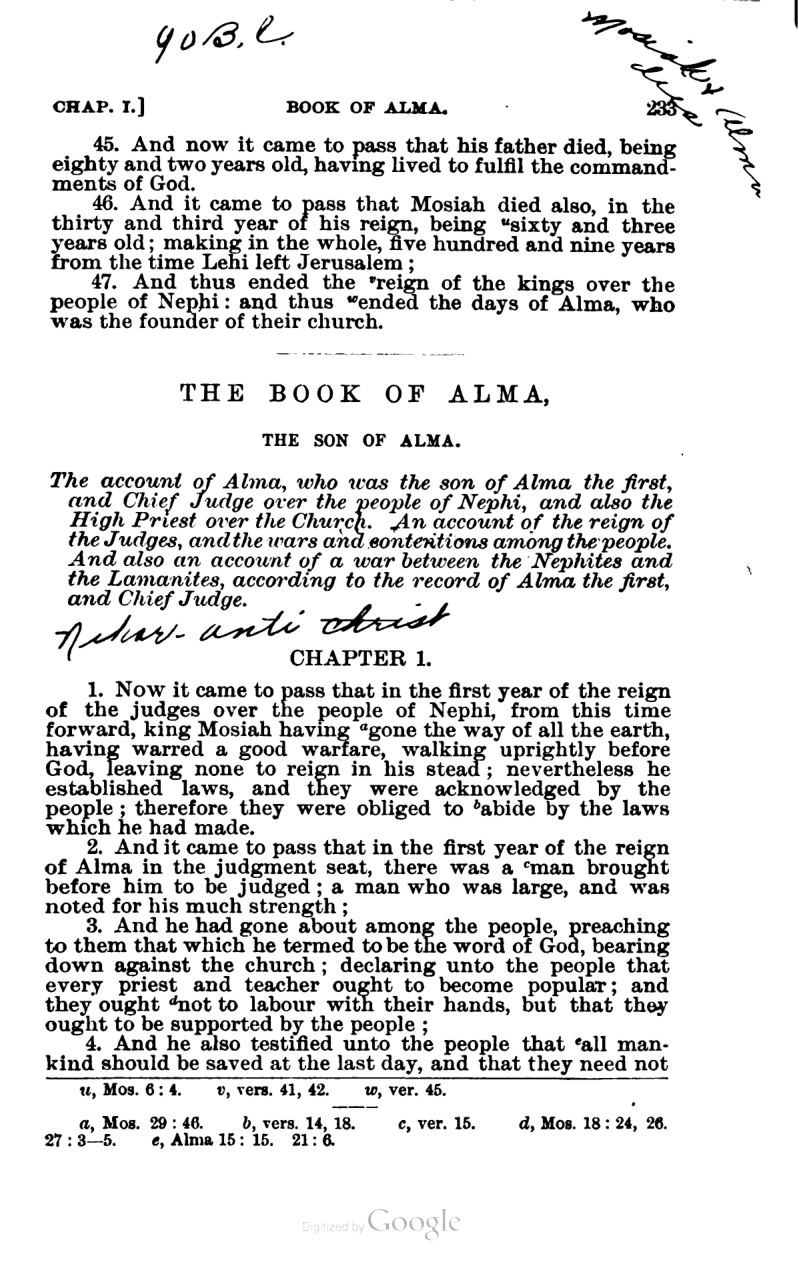 90 B.C.
Mosiah & Alma
dies
CHAP. I.] BOOK OF ALMA. 233
45. And now it came to pass that his father died, being
eighty and two years old, having lived to fulfil the command-
ments of God.
46. And it came to pass that Mosiah died also, in the
thirty and third year of his reign, being ᵘsixty and three
years old; making in the whole, five hundred and nine years
from the time Lehi left Jerusalem;
47. And thus ended the ᵛreign of the kings over the
people of Nephi: and thus ʷended the days of Alma, who
was the founder of their church.
THE BOOK OF ALMA,
THE SON OF ALMA.
The account of Alma, who was the son of Alma the first,
and Chief Judge over the people of Nephi, and also the
High Priest over the Church. An account of the reign of
the Judges, and the wars and contentions among the people.
And also an account of a war between the Nephites and
the Lamanites, according to the record of Alma the first,
and Chief Judge.
Nehor - anti christ
CHAPTER 1.
1. Now it came to pass that in the first year of the reign
of the judges over the people of Nephi, from this time
forward, king Mosiah having ᵃgone the way of all the earth,
having warred a good warfare, walking uprightly before
God, leaving none to reign in his stead; nevertheless he
established laws, and they were acknowledged by the
people; therefore they were obliged to ᵇabide by the laws
which he had made.
2. And it came to pass that in the first year of the reign
of Alma in the judgment seat, there was a ᶜman brought
before him to be judged; a man who was large, and was
noted for his much strength;
3. And he had gone about among the people, preaching
to them that which he termed to be the word of God, bearing
down against the church; declaring unto the people that
every priest and teacher ought to become popular; and
they ought ᵈnot to labour with their hands, but that they
ought to be supported by the people;
4. And he also testified unto the people that ᵉall man-
kind should be saved at the last day, and that they need not
u, Mos. 6:4. v, vers. 41, 42. w, ver. 45.
a, Mos. 29:46. b, vers. 14, 18. c, ver. 15. d, Mos. 18:24, 26.
27:3—5. e, Alma 15:15. 21:6.
Digitized by Google